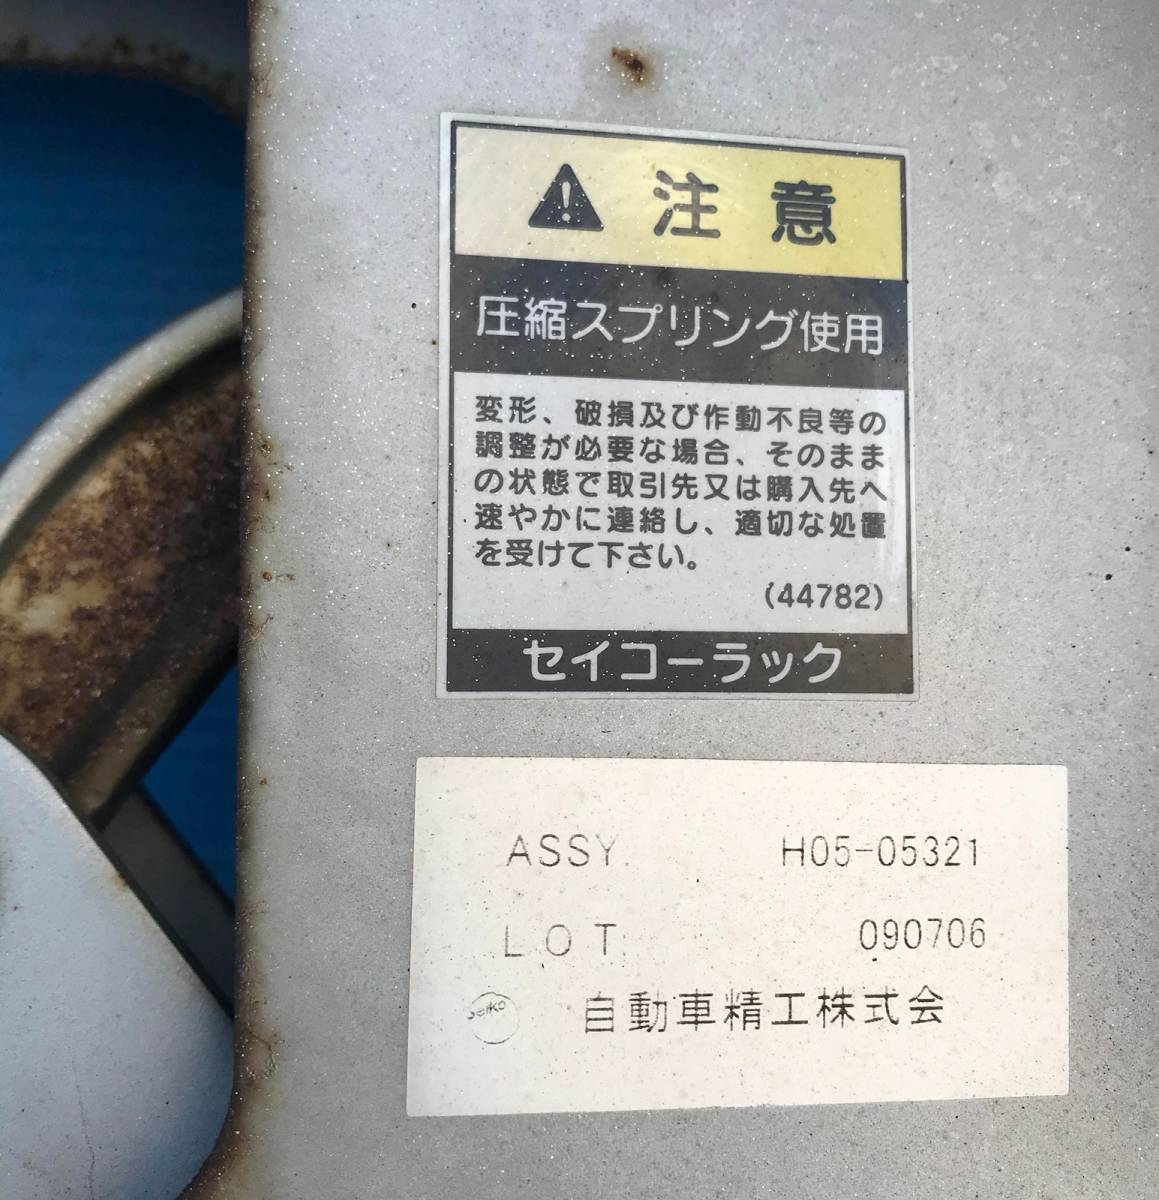 注意
圧縮スプリング使用
変形、破損及び作動不良等の
調整が必要な場合、そのまま
の状態で取引先又は購入先へ
速やかに連絡し、適切な処置
を受けて下さい。
(44782)
セイコーラック
ASSY. H05-05321
LOT. 090706
Seiko 自動車精工株式会